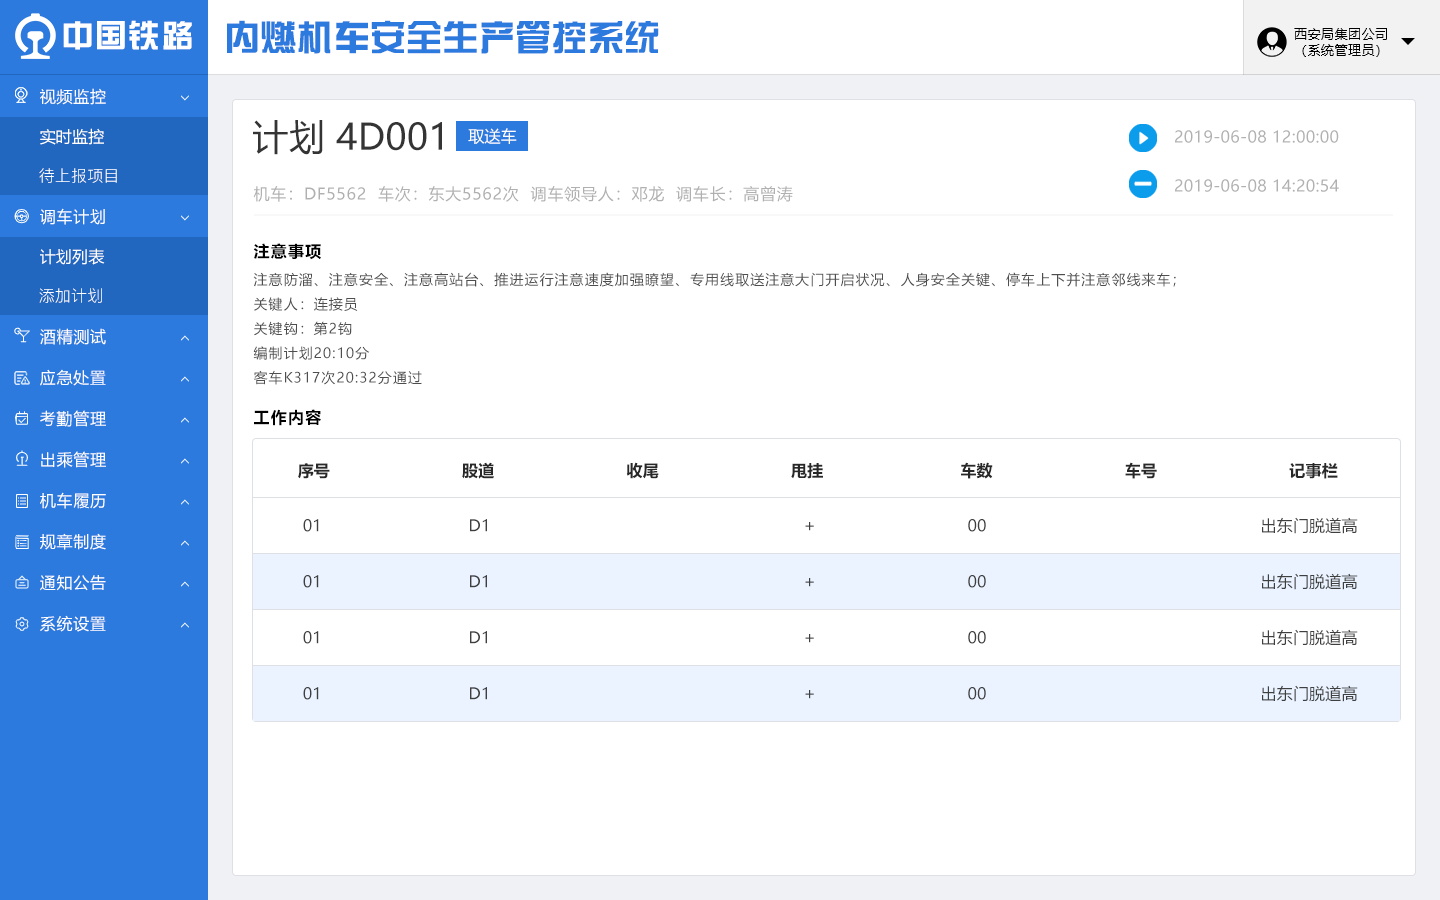 中国铁路
内燃机车安全生产管控系统
西安局集团公司
（系统管理员）
视频监控
实时监控
待上报项目
调车计划
计划列表
添加计划
酒精测试
应急处置
考勤管理
出乘管理
机车履历
规章制度
通知公告
系统设置
计划 4D001 取送车
2019-06-08 12:00:00
机车：DF5562 车次：东大5562次 调车领导人：邓龙 调车长：高曾涛
2019-06-08 14:20:54
注意事项
注意防溜、注意安全、注意高站台、推进运行注意速度加强瞭望、专用线取送注意大门开启状况、人身安全关键、停车上下并注意邻线来车；
关键人：连接员
关键钩：第2钩
编制计划20:10分
客车K317次20:32分通过
工作内容
序号 股道 收尾 甩挂 车数 车号 记事栏
01 D1 + 00 出东门脱道高
01 D1 + 00 出东门脱道高
01 D1 + 00 出东门脱道高
01 D1 + 00 出东门脱道高